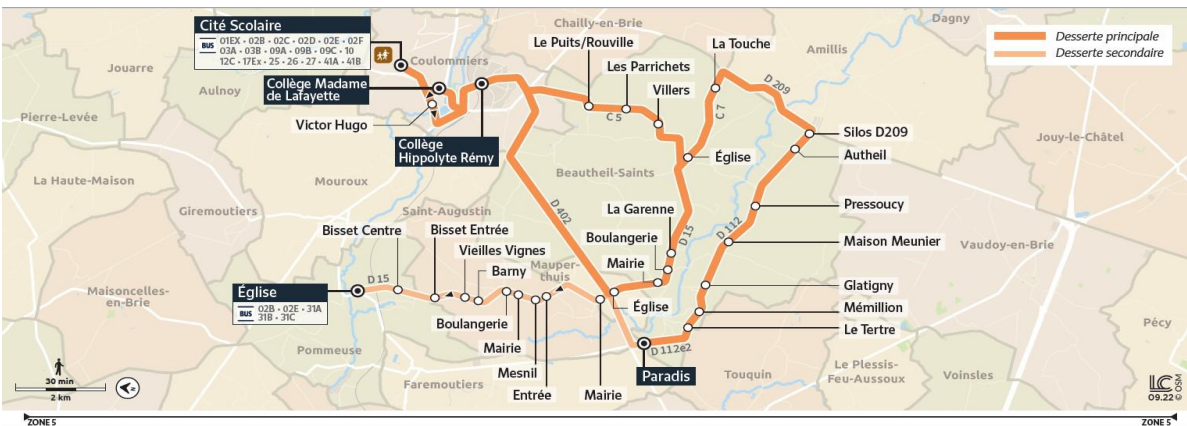 Cité Scolaire
BUS
01EX • 02B • 02C • 02D • 02E • 02F
03A • 03B • 09A • 09B • 09C • 10
12C • 17Ex • 25 • 26 • 27 • 41A • 41B
Chailly-en-Brie
Dagny
Le Puits/Rouville
La Touche
Amillis
Desserte principale
Desserte secondaire
Jouarre
Coulommiers
Les Parrichets
Aulnoy
Collège Madame
de Lafayette
Villers
D 209
Pierre-Levée
Victor Hugo
C 5
C 7
Silos D209
Jouy-le-Châtel
Collège
Hippolyte Rémy
Église
Autheil
La Haute-Maison
Mouroux
Beautheil-Saints
Giremoutiers
Saint-Augustin
D 402
La Garenne
D 15
Pressoucy
Bisset Centre
Bisset Entrée
Boulangerie
D 112
Maison Meunier
Vaudoy-en-Brie
Vieilles Vignes
Mauper-
thuis
Mairie
Barny
D 15
Maisoncelles-
en-Brie
Église
BUS
02B • 02E • 31A
31B • 31C
Glatigny
Église
Mémillion
Boulangerie
Pécy
Le Tertre
Mairie
D 112e2
Pommeuse
Mesnil
Paradis
Le Plessis-
Feu-Aussoux
Voinsles
Touquin
Faremoutiers
Entrée
Mairie
30 min
2 km
N
LC
09.22 © OSM
ZONE 5
ZONE 5